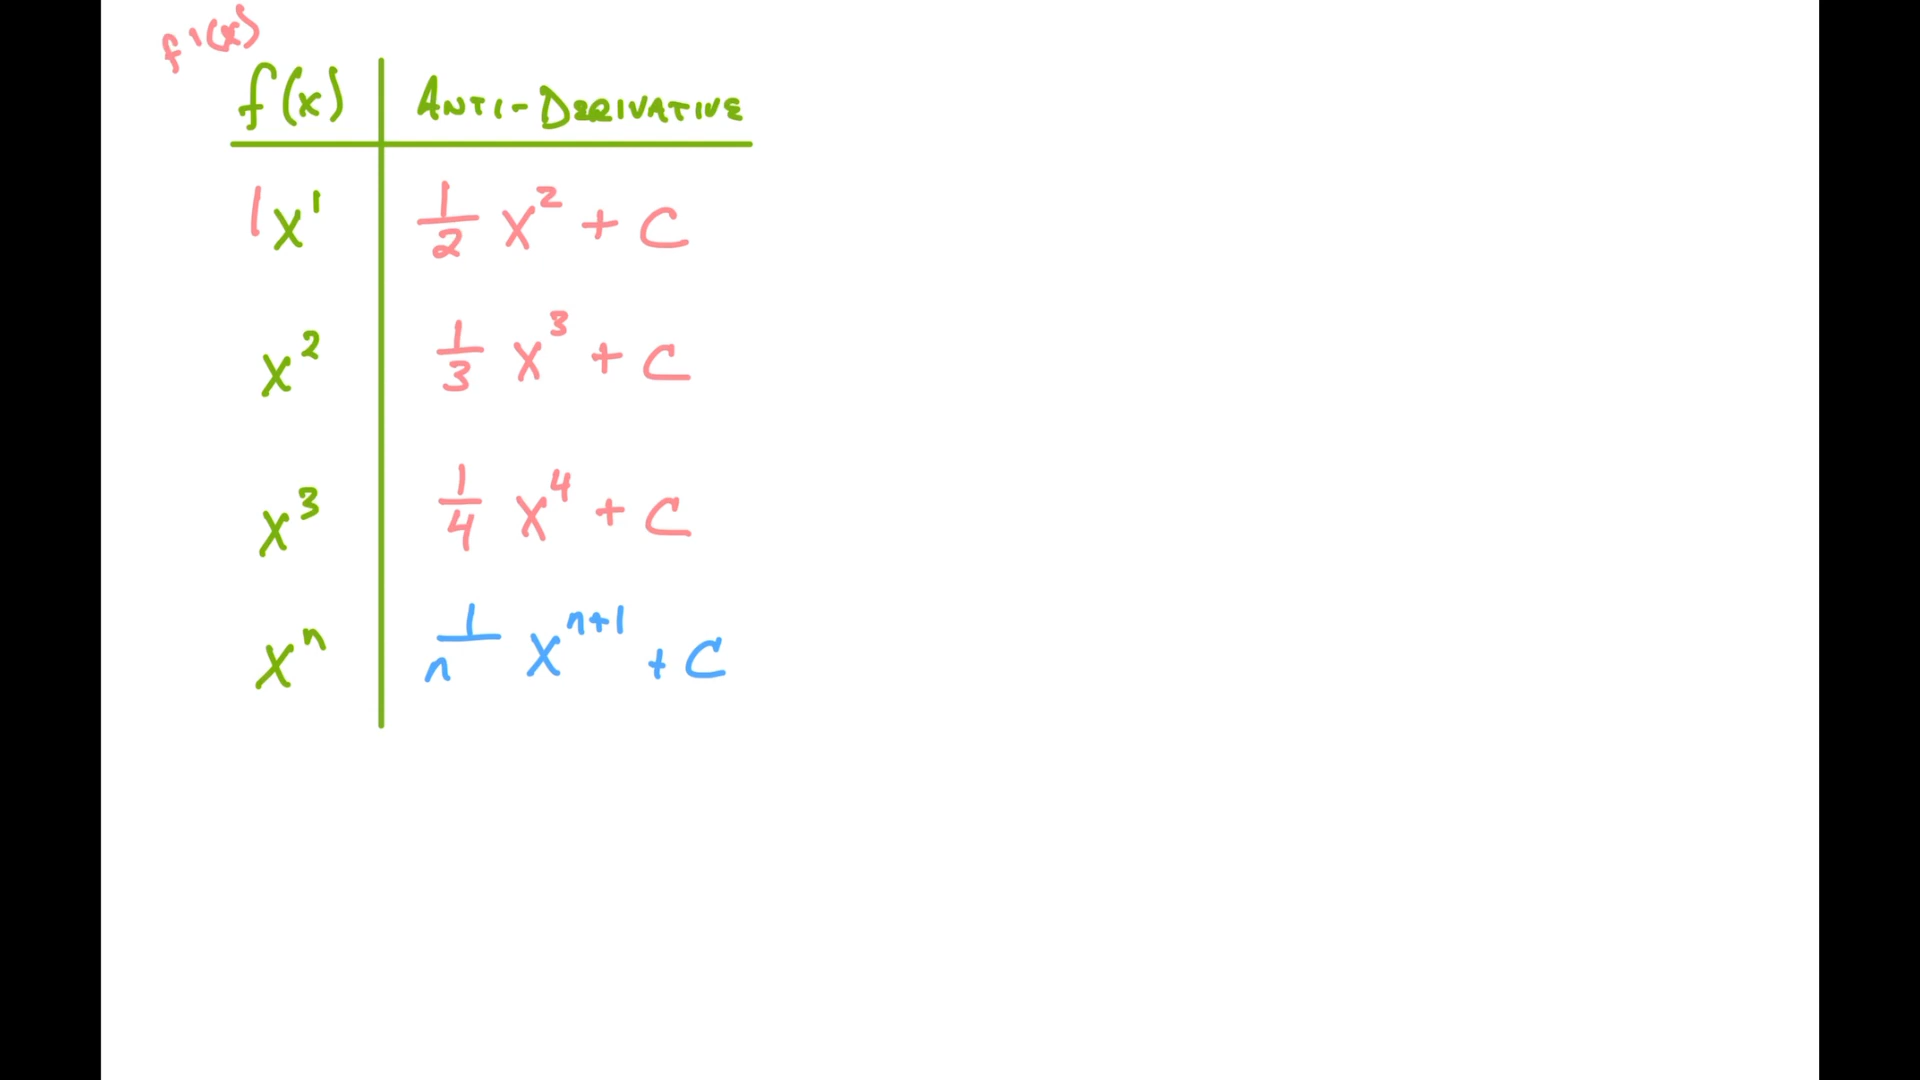 f'(x)
f(x) ANTI-DERIVATIVE
1x¹ 1/2 x² + C
x² 1/3 x³ + C
x³ 1/4 x⁴ + C
xⁿ 1/n xⁿ⁺¹ + C